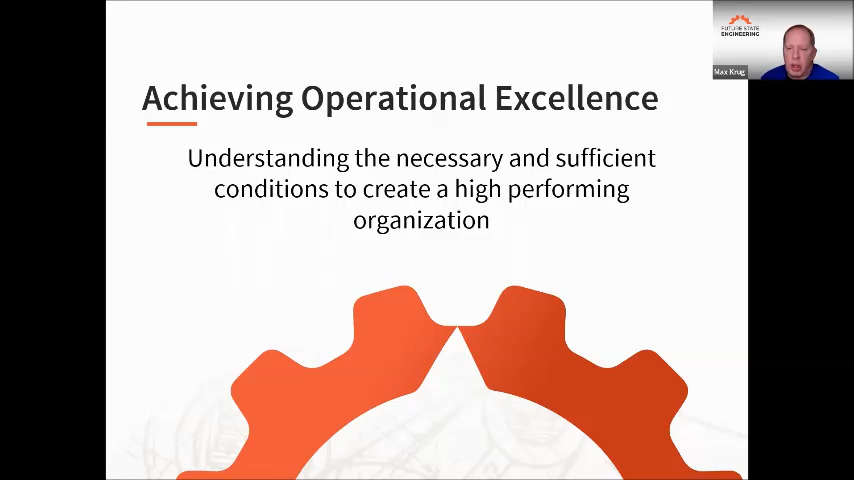 Achieving Operational Excellence
Understanding the necessary and sufficient
conditions to create a high performing
organization
FUTURE STATE
ENGINEERING
Max Krug